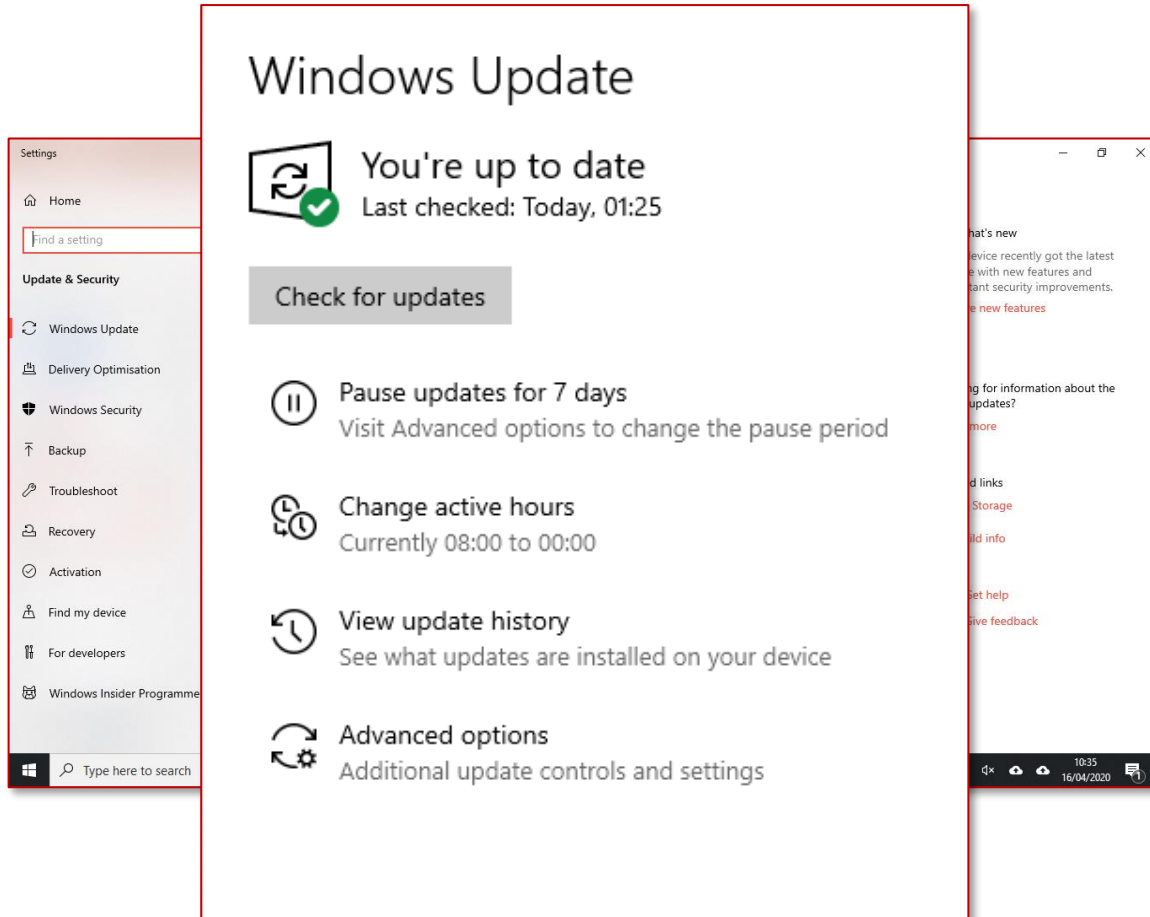 Windows Update
You're up to date
Last checked: Today, 01:25
Check for updates
Pause updates for 7 days
Visit Advanced options to change the pause period
Change active hours
Currently 08:00 to 00:00
View update history
See what updates are installed on your device
Advanced options
Additional update controls and settings
Settings
Home
Find a setting
Update & Security
Windows Update
Delivery Optimisation
Windows Security
Backup
Troubleshoot
Recovery
Activation
Find my device
For developers
Windows Insider Programme
Type here to search
hat's new
evice recently got the latest
e with new features and
tant security improvements.
e new features
ng for information about the
updates?
more
d links
Storage
ild info
Get help
Give feedback
10:35
16/04/2020
1